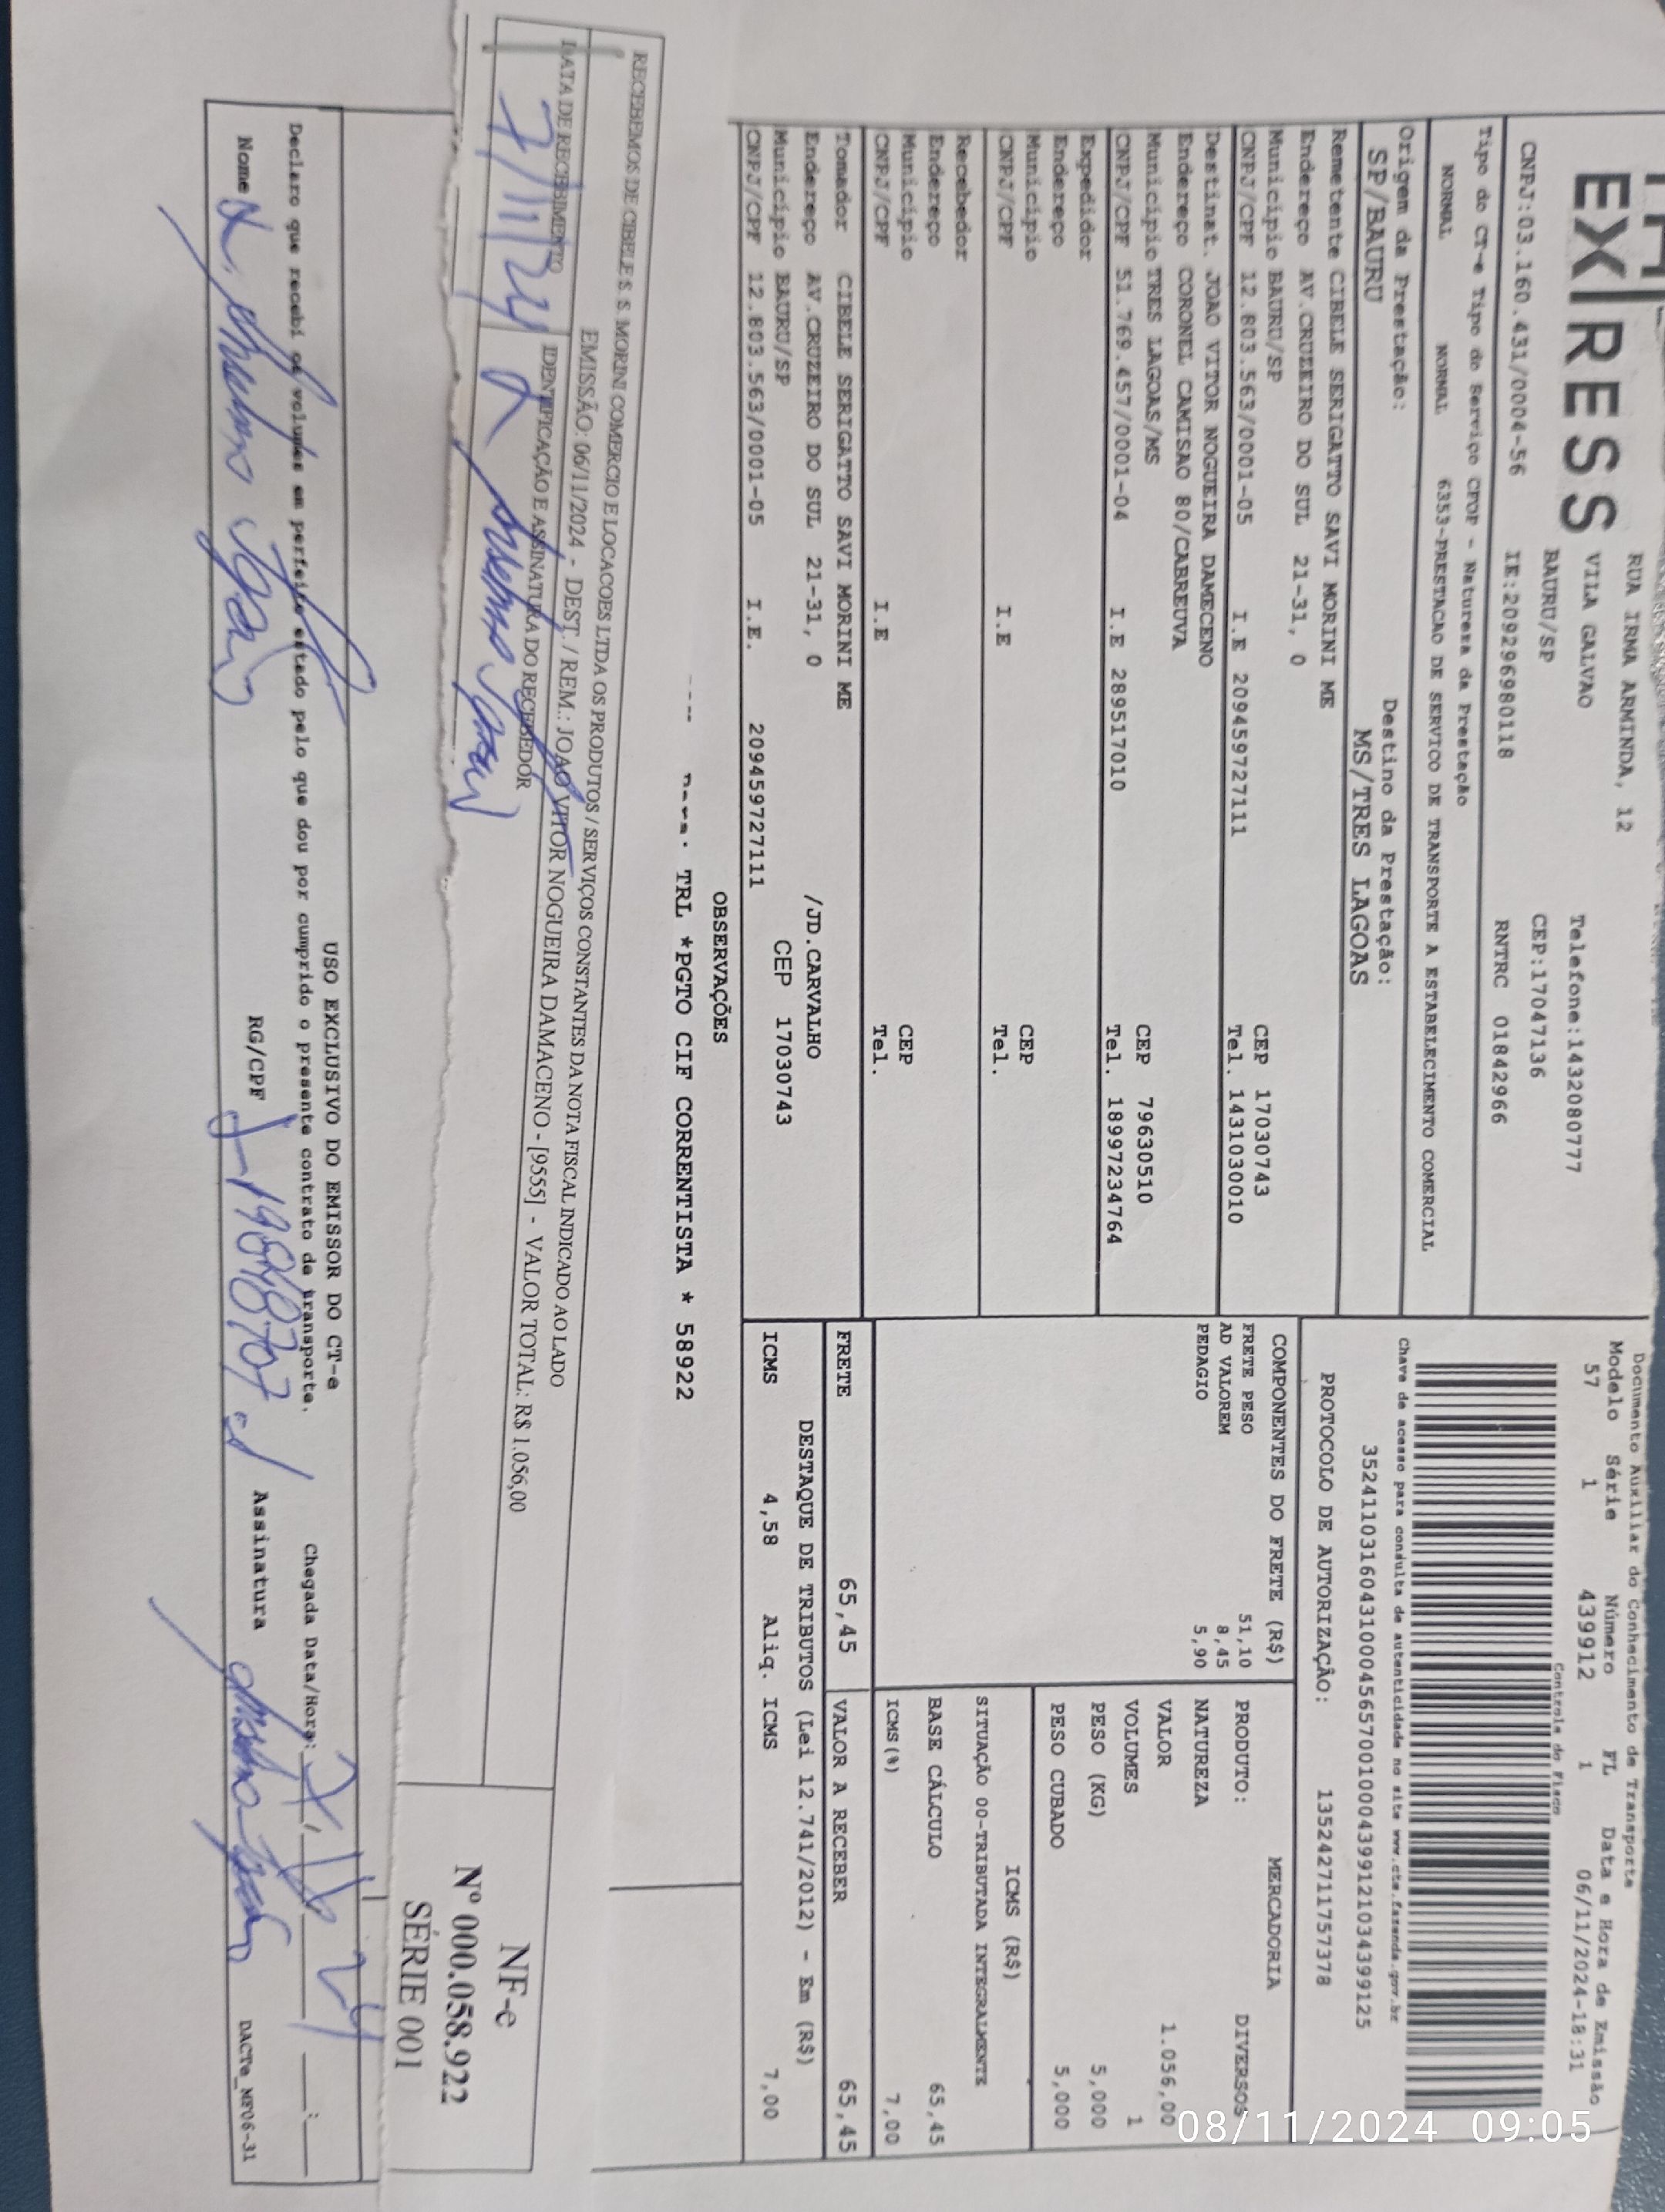 EXPRESS
RUA IRMA ARMINDA, 12
VILA GALVAO
BAURU/SP
Telefone:1432080777
CEP:17047136
CNPJ:03.160.431/0004-56 IE:209296980118 RNTRC 01842966
Tipo do CT-e Tipo do Serviço CFOP - Natureza da Prestação
NORMAL NORMAL 6353-PRESTACAO DE SERVICO DE TRANSPORTE A ESTABELECIMENTO COMERCIAL
Origem da Prestação: Destino da Prestação:
SP/BAURU MS/TRES LAGOAS
Documento Auxiliar do Conhecimento de Transporte
Modelo Série Número FL Data e Hora de Emissão
57 1 439912 1 06/11/2024-18:31
Controle do Fisco
Chave de acesso para condulta de autenticidade no site www.cte.fazenda.gov.br
35241103160431000456570010004399121034399125
PROTOCOLO DE AUTORIZAÇÃO: 135242711757378
Remetente CIBELE SERIGATTO SAVI MORINI ME
Endereço AV.CRUZEIRO DO SUL 21-31, 0
Município BAURU/SP CEP 17030743
CNPJ/CPF 12.803.563/0001-05 I.E 209459727111 Tel. 1431030010
Destinat. JOAO VITOR NOGUEIRA DAMECENO
Endereço CORONEL CAMISAO 80/CABREUVA
Município TRES LAGOAS/MS CEP 79630510
CNPJ/CPF 51.769.457/0001-04 I.E 289517010 Tel. 18997234764
Expedidor
Endereço
Município CEP
CNPJ/CPF I.E Tel.
Recebedor
Endereço
Município CEP
CNPJ/CPF I.E Tel.
Tomador CIBELE SERIGATTO SAVI MORINI ME
Endereço AV.CRUZEIRO DO SUL 21-31, 0 /JD.CARVALHO
Município BAURU/SP CEP 17030743
CNPJ/CPF 12.803.563/0001-05 I.E. 209459727111
COMPONENTES DO FRETE (R$)
FRETE PESO 51,10
AD VALOREM 8,45
PEDAGIO 5,90
MERCADORIA
PRODUTO: DIVERSOS
NATUREZA
VALOR 1.056,00
VOLUMES 1
PESO (KG) 5,000
PESO CUBADO 5,000
ICMS (R$)
SITUAÇÃO 00-TRIBUTADA INTEGRALMENTE
BASE CÁLCULO 65,45
ICMS(%) 7,00
FRETE 65,45 VALOR A RECEBER 65,45
DESTAQUE DE TRIBUTOS (Lei 12.741/2012) - Em (R$)
ICMS 4,58 Aliq. ICMS 7,00
OBSERVAÇÕES
TRL *PGTO CIF CORRENTISTA * 58922
RECEBEMOS DE CIBELE S. S. MORINI COMERCIO E LOCACOES LTDA OS PRODUTOS / SERVIÇOS CONSTANTES DA NOTA FISCAL INDICADO AO LADO
EMISSÃO: 06/11/2024 - DEST. / REM.: JOAO VITOR NOGUEIRA DAMACENO - [9555] - VALOR TOTAL: R$ 1.056,00
DATA DE RECEBIMENTO IDENTIFICAÇÃO E ASSINATURA DO RECEBEDOR
7/11/24
NF-e
Nº 000.058.922
SÉRIE 001
USO EXCLUSIVO DO EMISSOR DO CT-e
Declaro que recebi os volumes em perfeito estado pelo que dou por cumprido o presente contrato de transporte.
Chegada Data/Hora: 7/11/24 __:__
Nome RG/CPF Assinatura
DACTe_MF06-31
08/11/2024 09:05